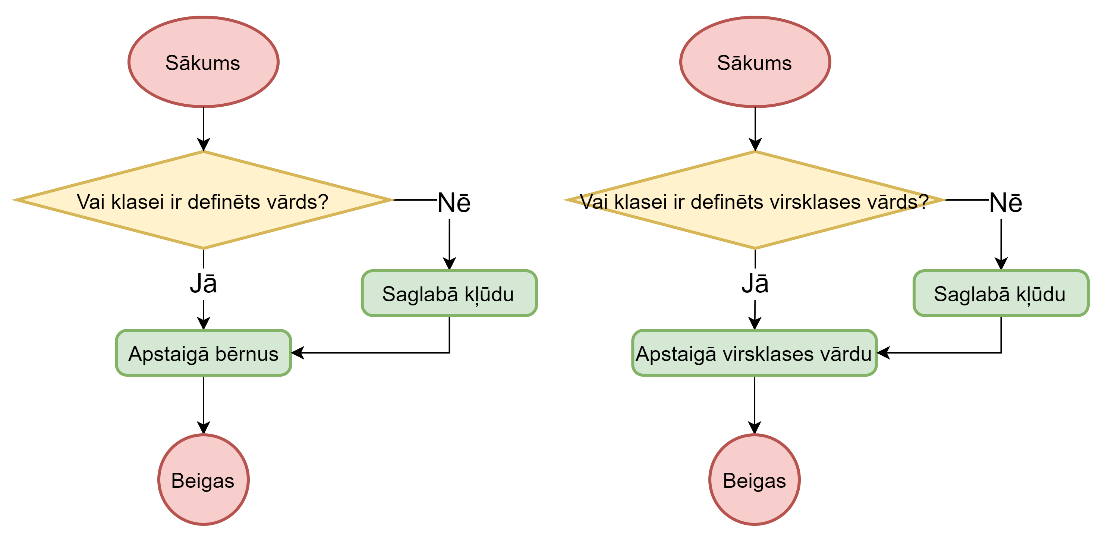 Sākums
Vai klasei ir definēts vārds?
Nē
Jā
Saglabā kļūdu
Apstaigā bērnus
Beigas
Sākums
Vai klasei ir definēts virsklases vārds?
Nē
Jā
Saglabā kļūdu
Apstaigā virsklases vārdu
Beigas